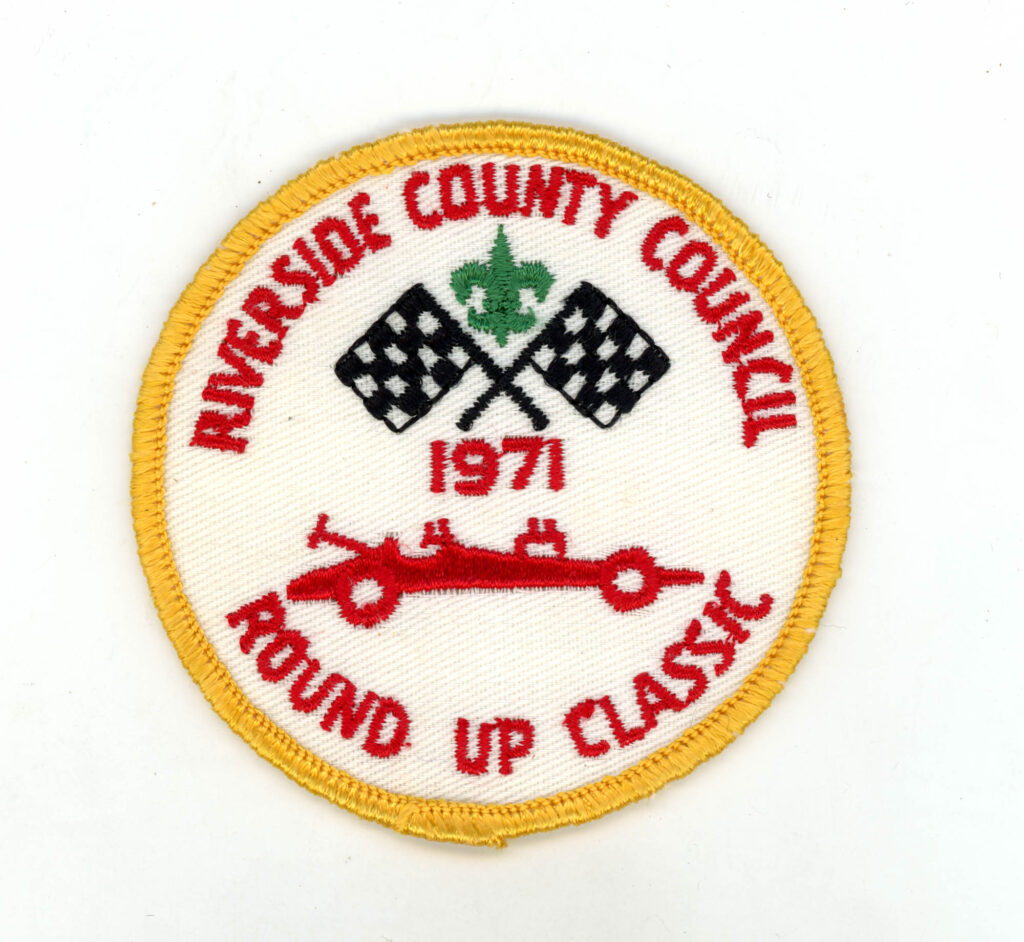 RIVERSIDE COUNTY COUNCIL
1971
ROUND UP CLASSIC